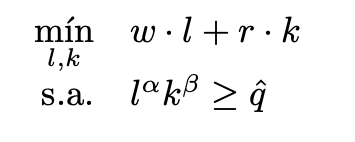 mín w · l + r · k
l,k
s.a. l^α k^β ≥ q̂